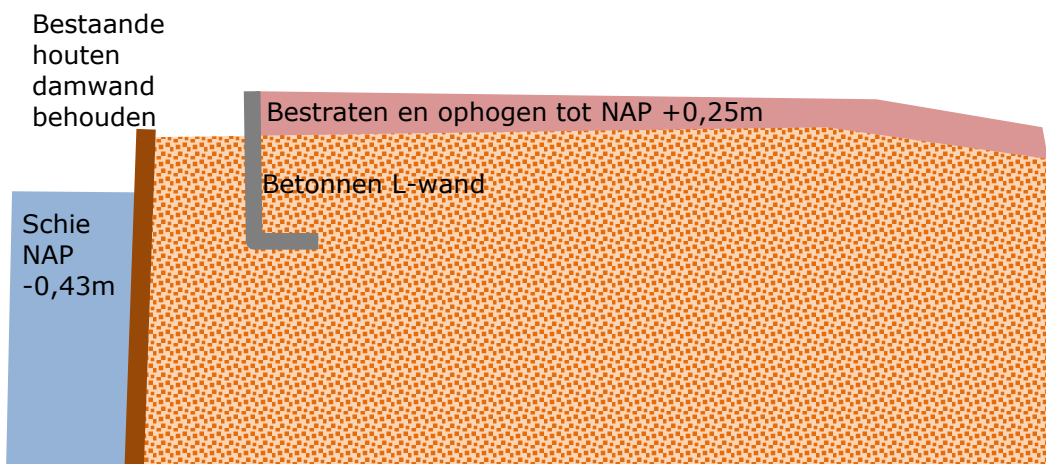 Bestaande
houten
damwand
behouden
Bestraten en ophogen tot NAP +0,25m
Betonnen L-wand
Schie
NAP
-0,43m